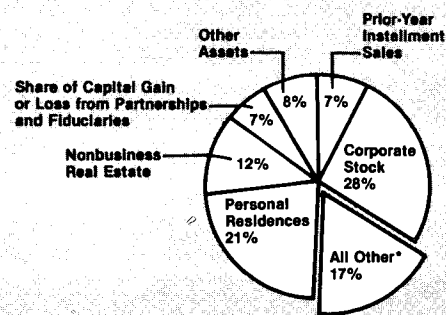 Prior-Year
Installment
Sales
Other
Assets
Share of Capital Gain
or Loss from Partnerships
and Fiduciaries
8%
7%
7%
Corporate
Stock
28%
Nonbusiness
Real Estate
12%
Personal
Residences
21%
All Other*
17%